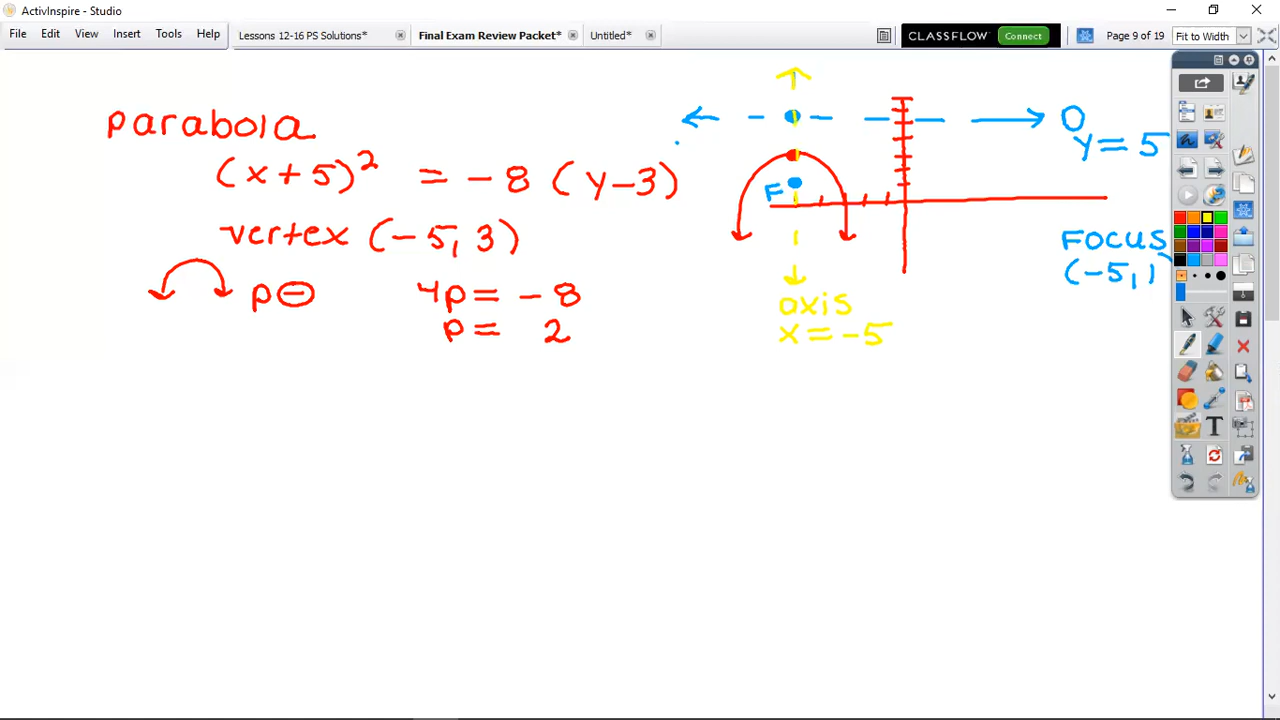 ActivInspire - Studio
File Edit View Insert Tools Help
Lessons 12-16 PS Solutions*
Final Exam Review Packet*
Untitled*
CLASSFLOW Connect
Page 9 of 19
Fit to Width
parabola
(x + 5)² = -8 (y-3)
vertex (-5, 3)
p⊖ 4p = -8
p = 2
D
y = 5
F
Focus
(-5, 1)
axis
x = -5